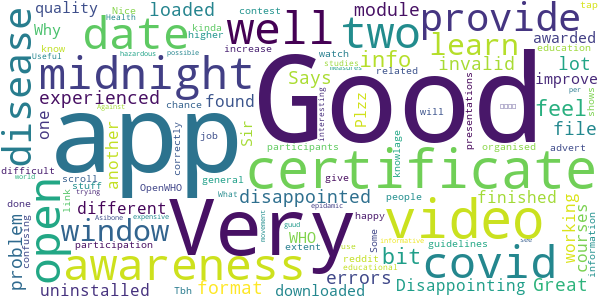 quality Nice Health kinda contest higher date loaded Why know Useful hazardous possible increase
well two watch studies measures related module info provide awarded education tap learn invalid lot improve
disease midnight Says
experienced found chance correctly job one another Sir
app Good
Plzz interesting participants knowlage organised will presentations feel file advert shows per
open difficult scroll stuff world trying link OpenWHO general Against What
certificate
different window Very disappointed finished give people happy
video Some working courses information
problem done confusing participation Asibone expensive
awareness movement WHO extent epidamic guud use bit reddit educational errors
covid guidelines informative see
uninstalled Tbh format downloaded Disappointing Great